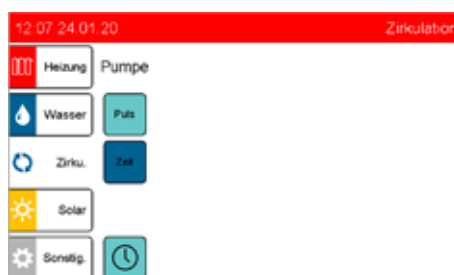 12:07 24.01.20 Zirkulation
Heizung Pumpe
Wasser Puls
Zirku. Zeit
Solar
Sonstig.